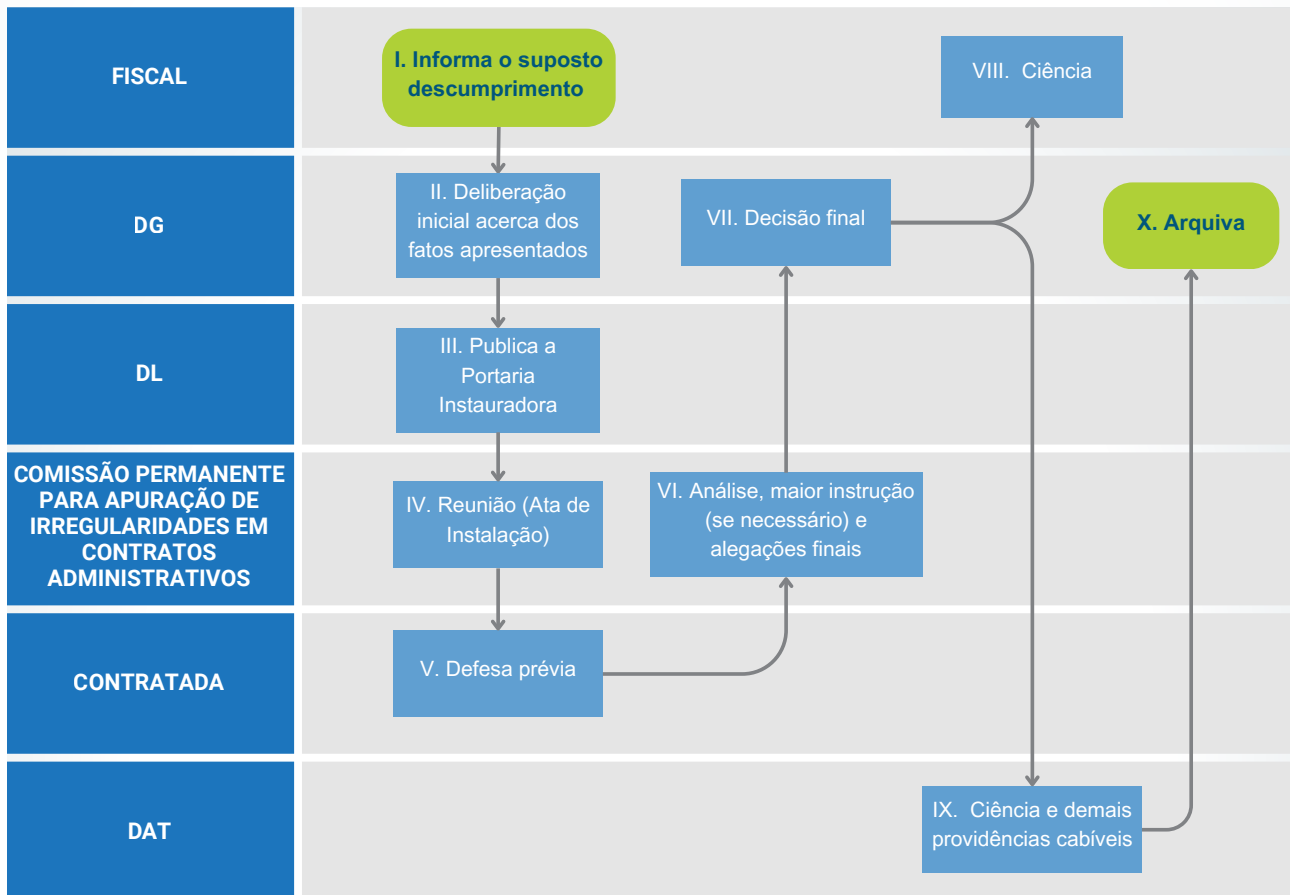 FISCAL
I. Informa o suposto
descumprimento
VIII. Ciência
DG
II. Deliberação
inicial acerca dos
fatos apresentados
VII. Decisão final
X. Arquiva
DL
III. Publica a
Portaria
Instauradora
COMISSÃO PERMANENTE
PARA APURAÇÃO DE
IRREGULARIDADES EM
CONTRATOS
ADMINISTRATIVOS
IV. Reunião (Ata de
Instalação)
VI. Análise, maior instrução
(se necessário) e
alegações finais
CONTRATADA
V. Defesa prévia
DAT
IX. Ciência e demais
providências cabíveis